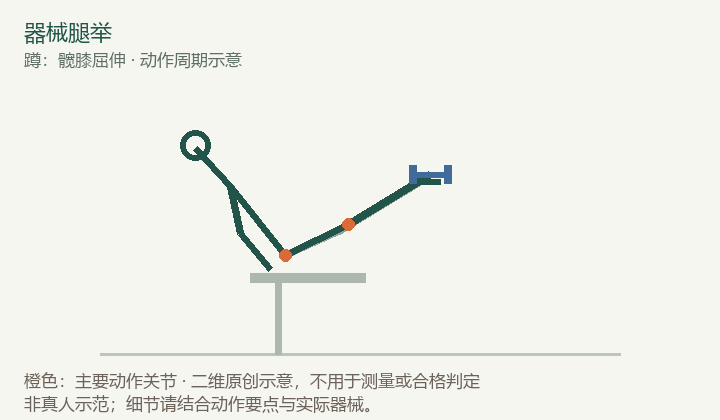 器械腿举
蹲：髋膝屈伸 · 动作周期示意
橙色：主要动作关节 · 二维原创示意，不用于测量或合格判定
非真人示范；细节请结合动作要点与实际器械。